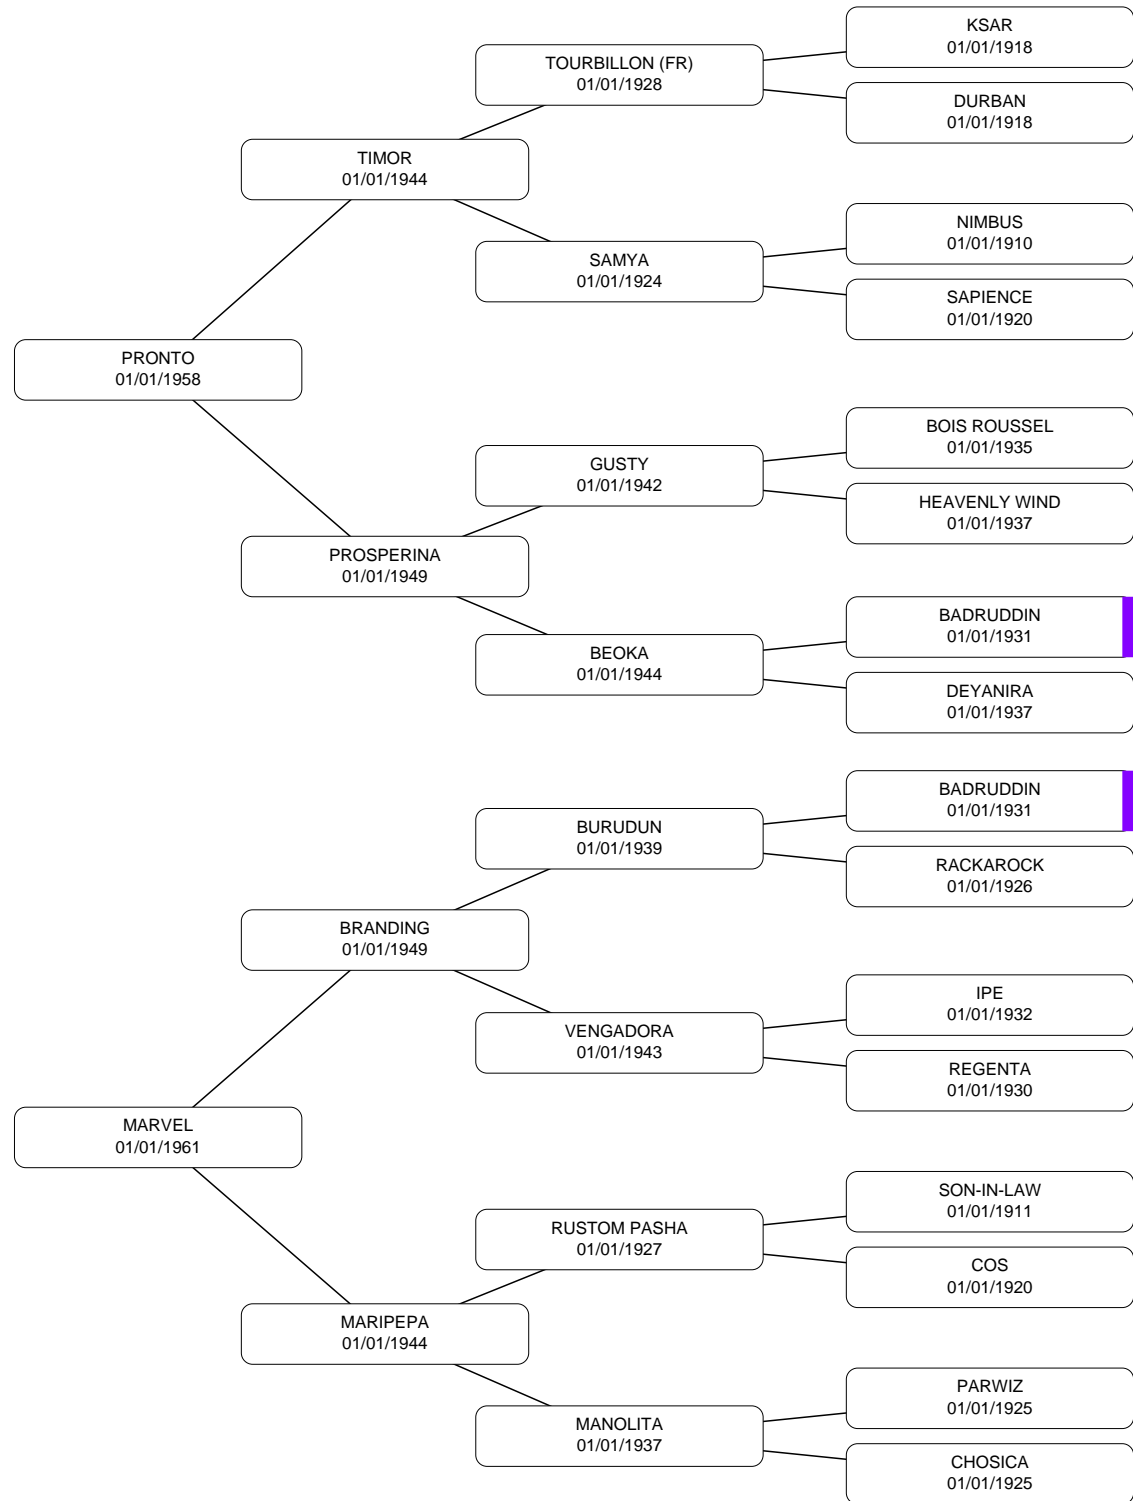 KSAR
01/01/1918
TOURBILLON (FR)
01/01/1928
DURBAN
01/01/1918
TIMOR
01/01/1944
NIMBUS
01/01/1910
SAMYA
01/01/1924
SAPIENCE
01/01/1920
PRONTO
01/01/1958
BOIS ROUSSEL
01/01/1935
GUSTY
01/01/1942
HEAVENLY WIND
01/01/1937
PROSPERINA
01/01/1949
BADRUDDIN
01/01/1931
BEOKA
01/01/1944
DEYANIRA
01/01/1937
BADRUDDIN
01/01/1931
BURUDUN
01/01/1939
RACKAROCK
01/01/1926
BRANDING
01/01/1949
IPE
01/01/1932
VENGADORA
01/01/1943
REGENTA
01/01/1930
MARVEL
01/01/1961
SON-IN-LAW
01/01/1911
RUSTOM PASHA
01/01/1927
COS
01/01/1920
MARIPEPA
01/01/1944
PARWIZ
01/01/1925
MANOLITA
01/01/1937
CHOSICA
01/01/1925